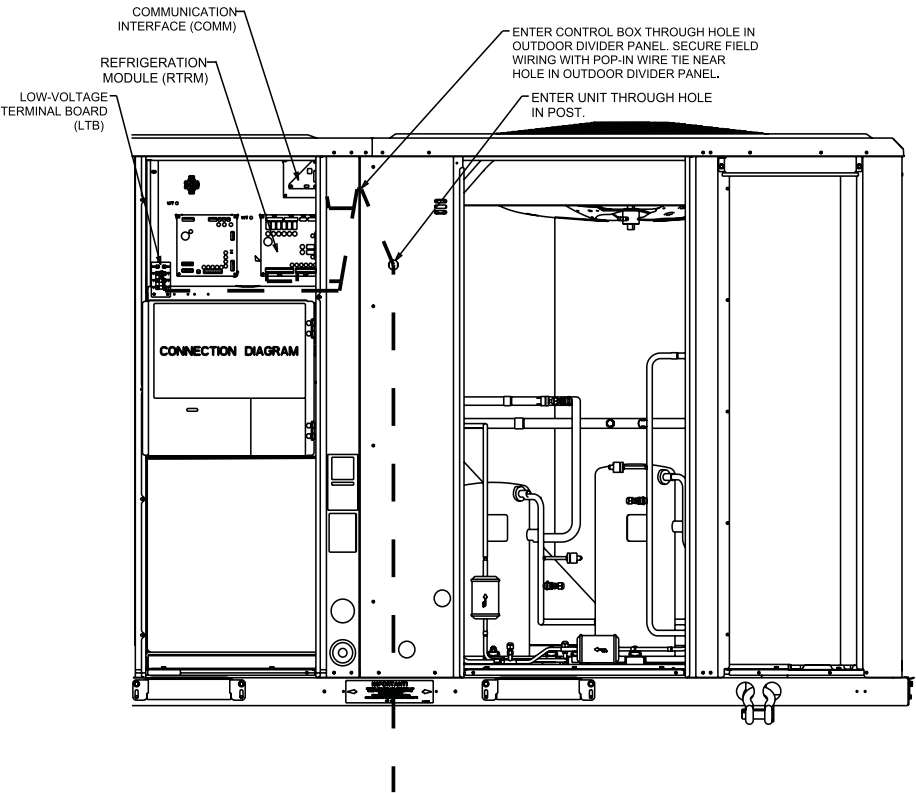 COMMUNICATION
INTERFACE (COMM)
ENTER CONTROL BOX THROUGH HOLE IN
OUTDOOR DIVIDER PANEL. SECURE FIELD
WIRING WITH POP-IN WIRE TIE NEAR
HOLE IN OUTDOOR DIVIDER PANEL.
REFRIGERATION
MODULE (RTRM)
LOW-VOLTAGE
TERMINAL BOARD
(LTB)
ENTER UNIT THROUGH HOLE
IN POST.
CONNECTION DIAGRAM
IMPORTANT!